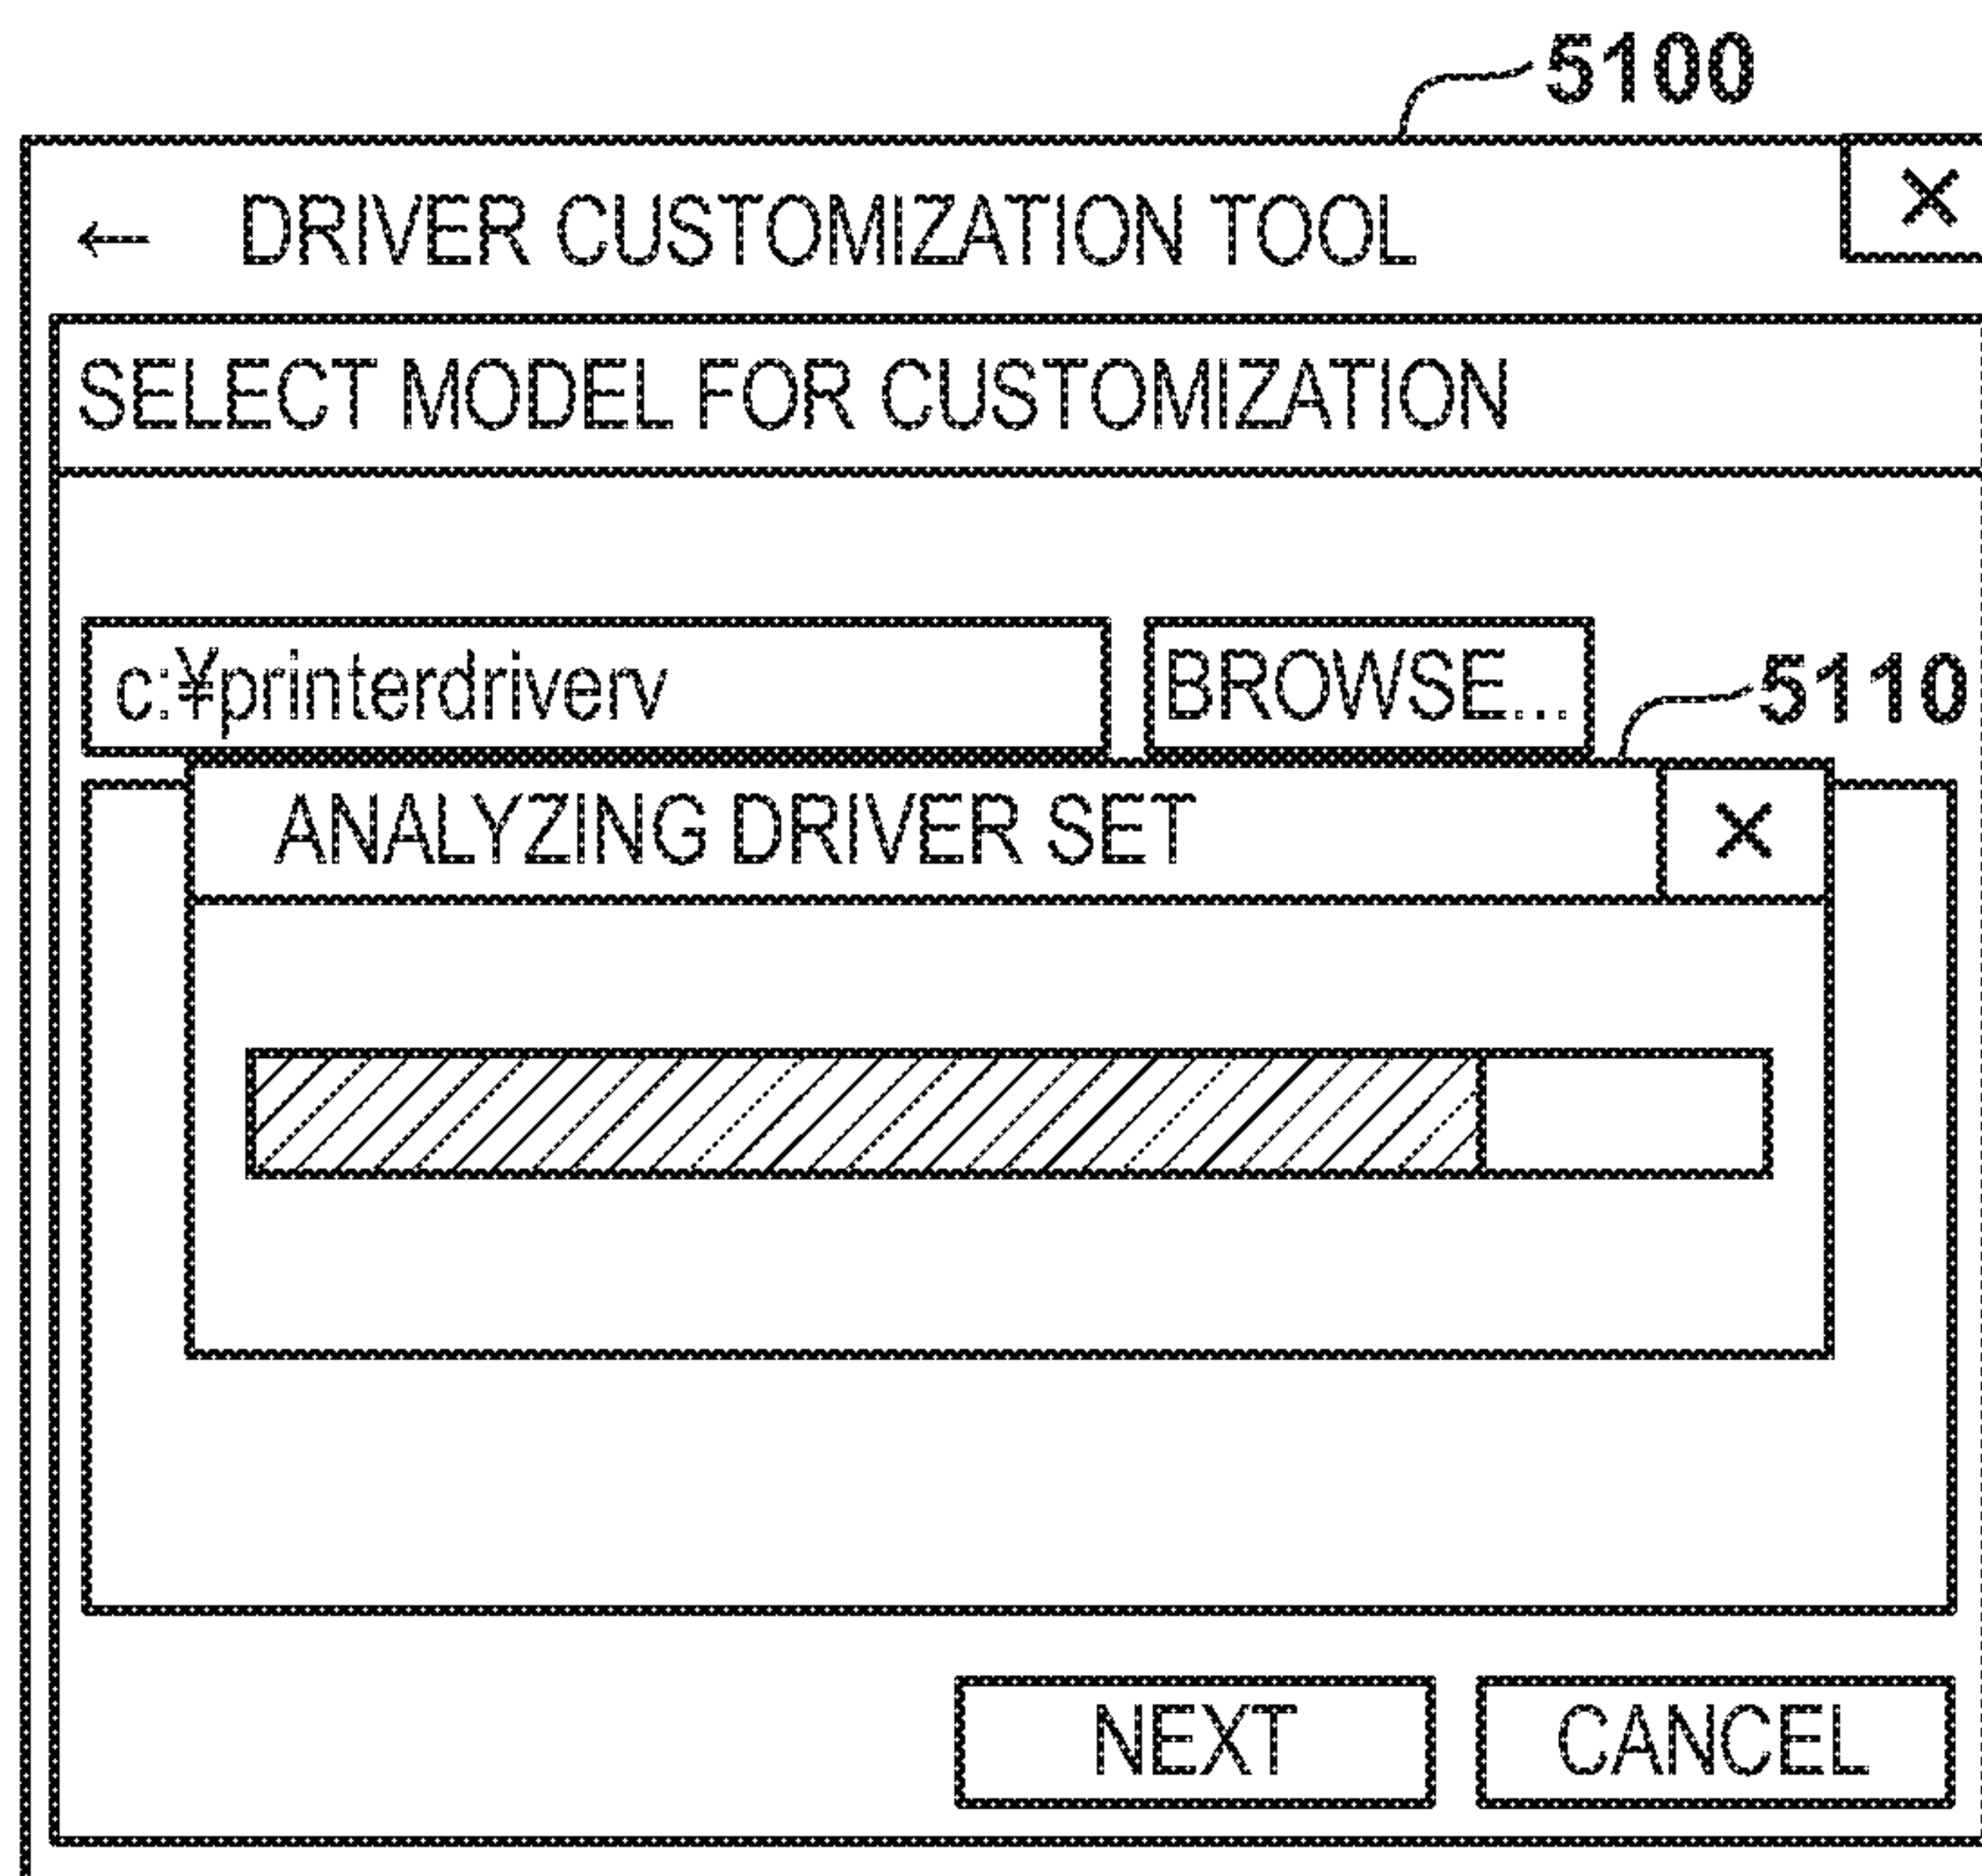 5100
← DRIVER CUSTOMIZATION TOOL ×
SELECT MODEL FOR CUSTOMIZATION
c:¥printerdriverv BROWSE...
5110
ANALYZING DRIVER SET ×
NEXT CANCEL